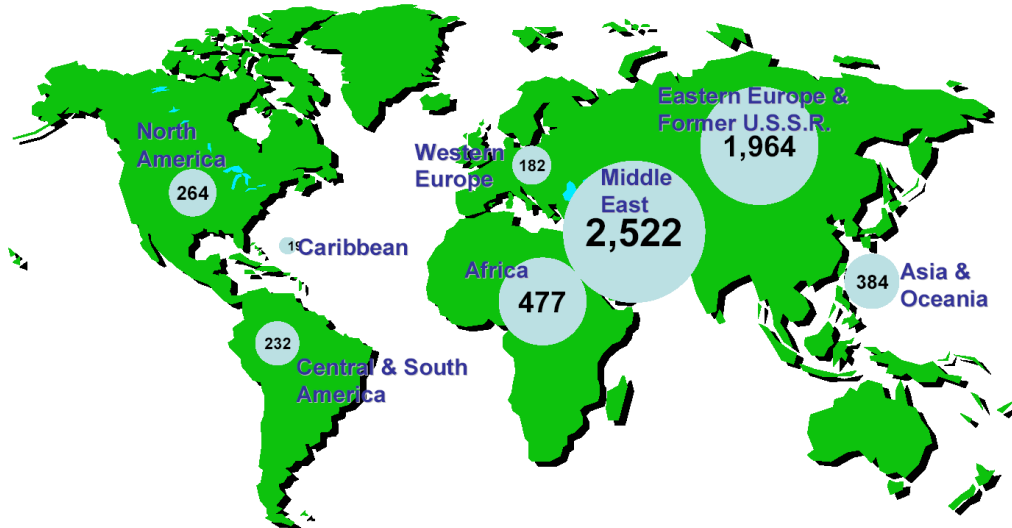 Eastern Europe &
Former U.S.S.R.
1,964
North
America
264
Western
Europe
182
Middle
East
2,522
19
Caribbean
Africa
477
Asia &
Oceania
384
232
Central & South
America